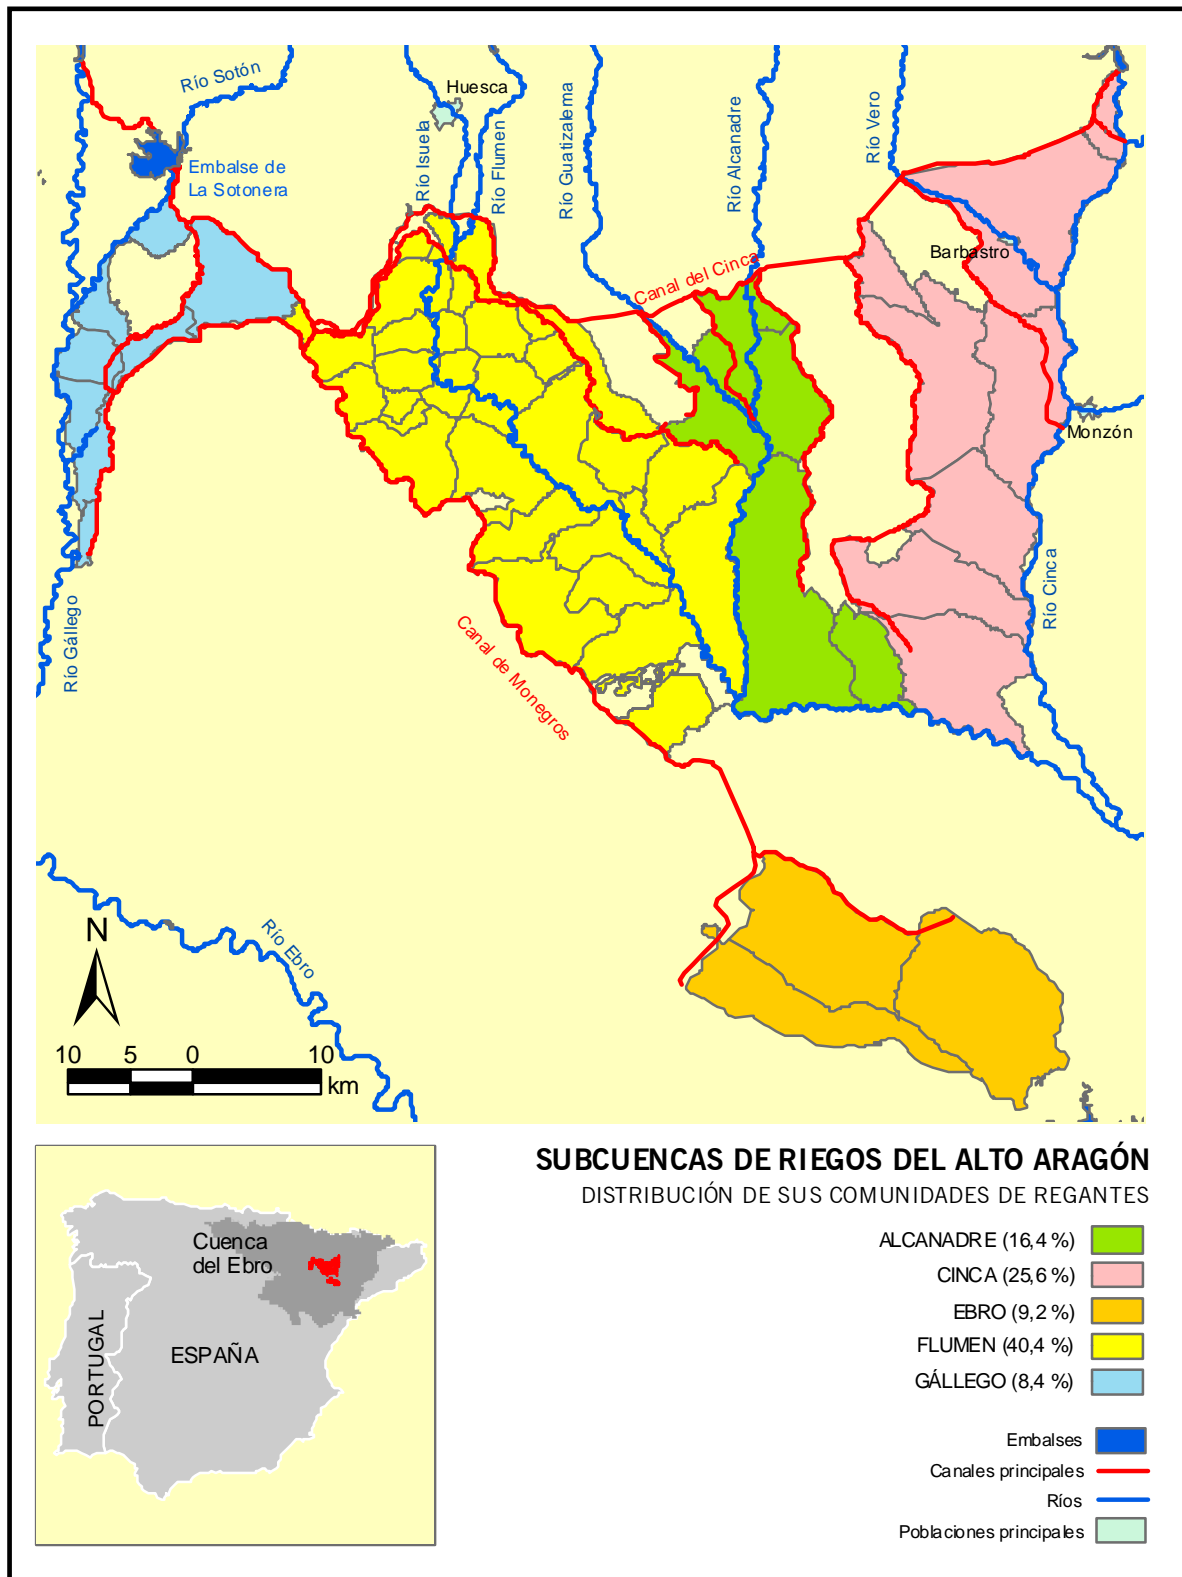 Río Sotón
Huesca
Embalse de
La Sotonera
Río Isuela
Río Flumen
Río Guatizalema
Río Alcanadre
Río Vero
Canal del Cinca
Barbastro
Monzón
Río Cinca
Río Gállego
Canal de Monegros
Río Ebro
N
10 5 0 10
km
SUBCUENCAS DE RIEGOS DEL ALTO ARAGÓN
DISTRIBUCIÓN DE SUS COMUNIDADES DE REGANTES
ALCANADRE (16,4 %)
CINCA (25,6 %)
EBRO (9,2 %)
FLUMEN (40,4 %)
GÁLLEGO (8,4 %)
Embalses
Canales principales
Ríos
Poblaciones principales
Cuenca
del Ebro
ESPAÑA
PORTUGAL